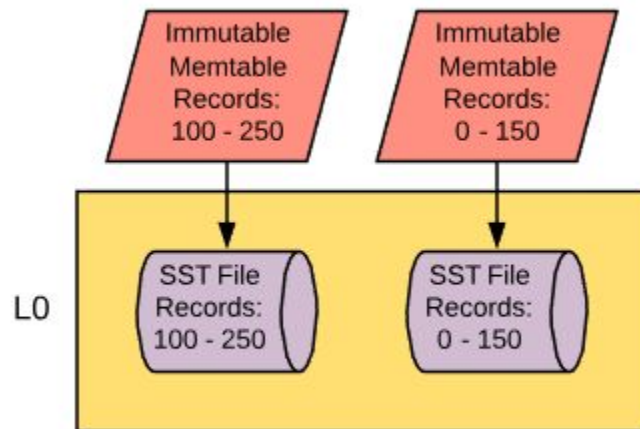 Immutable
Memtable
Records:
100 - 250
Immutable
Memtable
Records:
0 - 150
L0
SST File
Records:
100 - 250
SST File
Records:
0 - 150